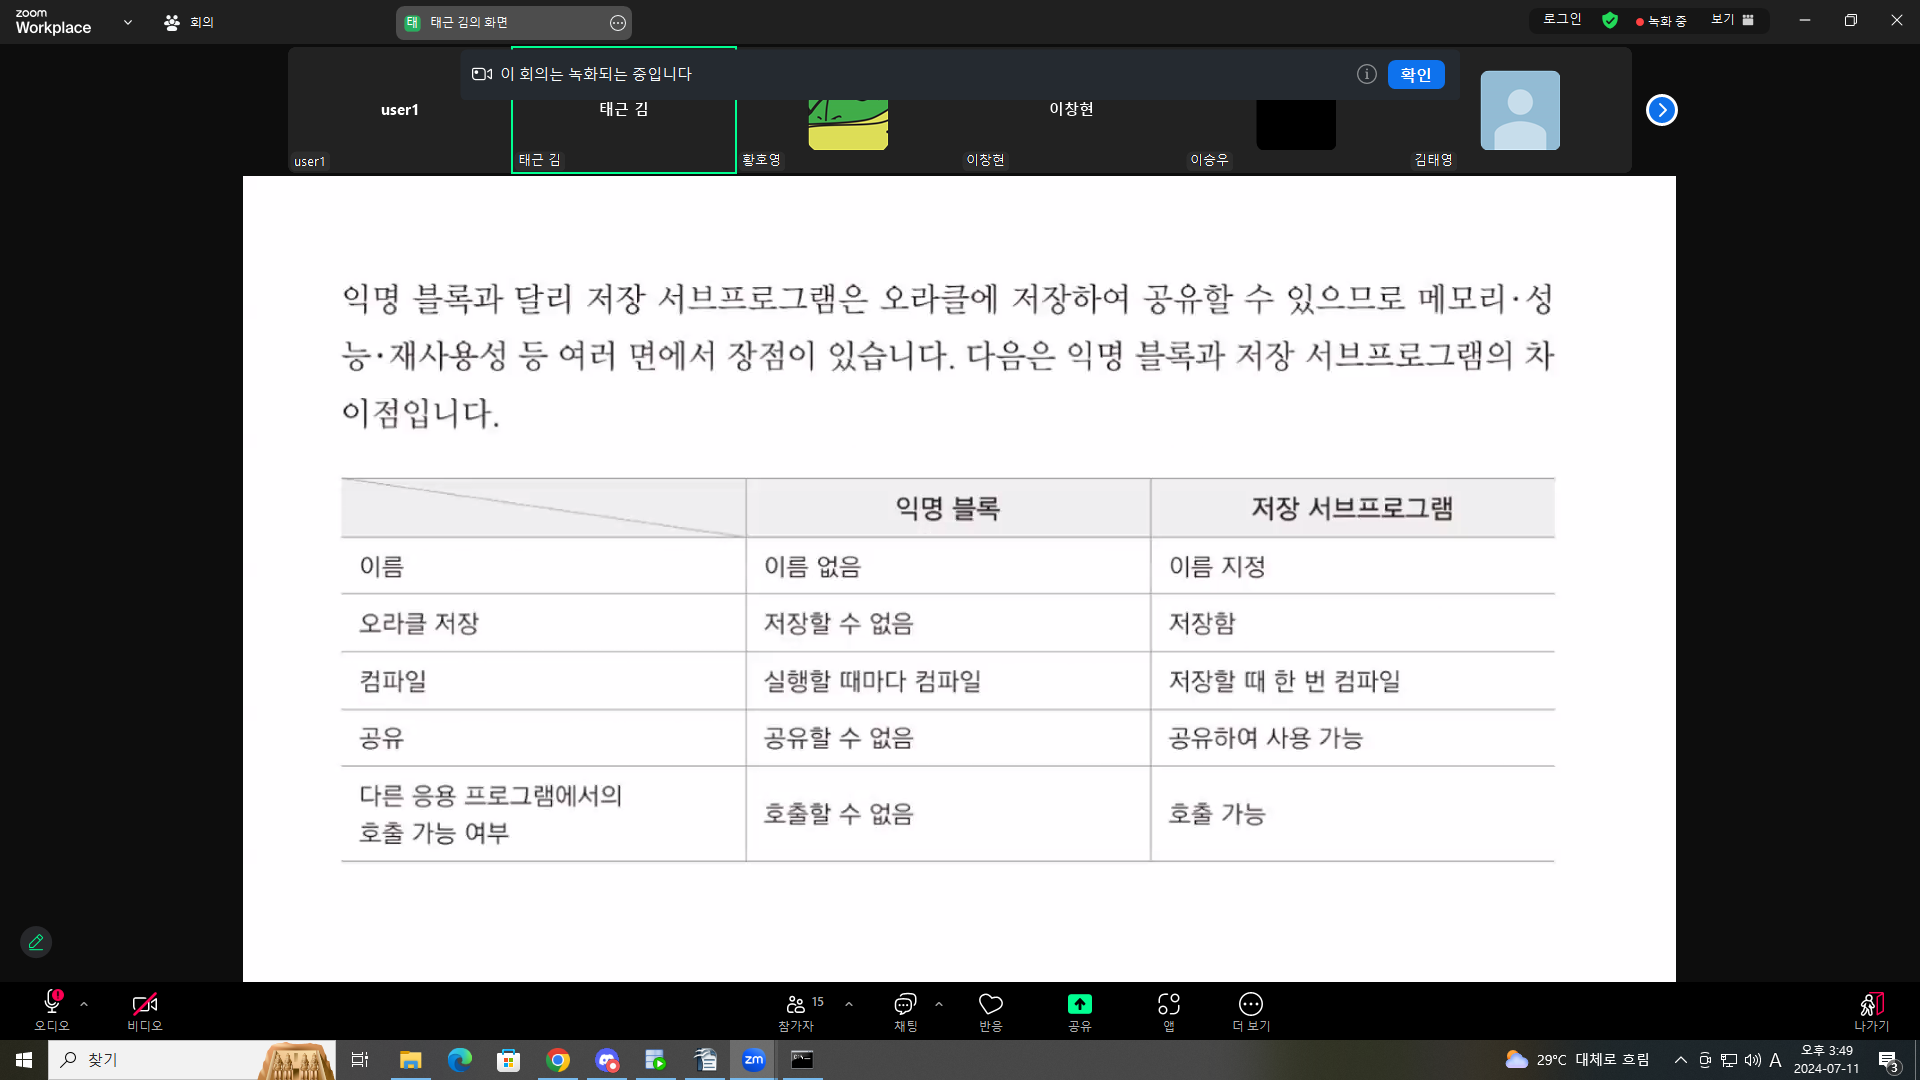 zoom
Workplace
회의
태 태근 김의 화면
로그인
녹화 중
보기
이 회의는 녹화되는 중입니다
확인
user1
태근 김
이창현
user1
태근 김
황호영
이창현
이승우
김태영
익명 블록과 달리 저장 서브프로그램은 오라클에 저장하여 공유할 수 있으므로 메모리·성
능·재사용성 등 여러 면에서 장점이 있습니다. 다음은 익명 블록과 저장 서브프로그램의 차
이점입니다.
익명 블록 저장 서브프로그램
이름 이름 없음 이름 지정
오라클 저장 저장할 수 없음 저장함
컴파일 실행할 때마다 컴파일 저장할 때 한 번 컴파일
공유 공유할 수 없음 공유하여 사용 가능
다른 응용 프로그램에서의
호출 가능 여부 호출할 수 없음 호출 가능
오디오
비디오
참가자 15
채팅
반응
공유
앱
더 보기
나가기
찾기
zm
29°C 대체로 흐림
A
오후 3:49
2024-07-11
3